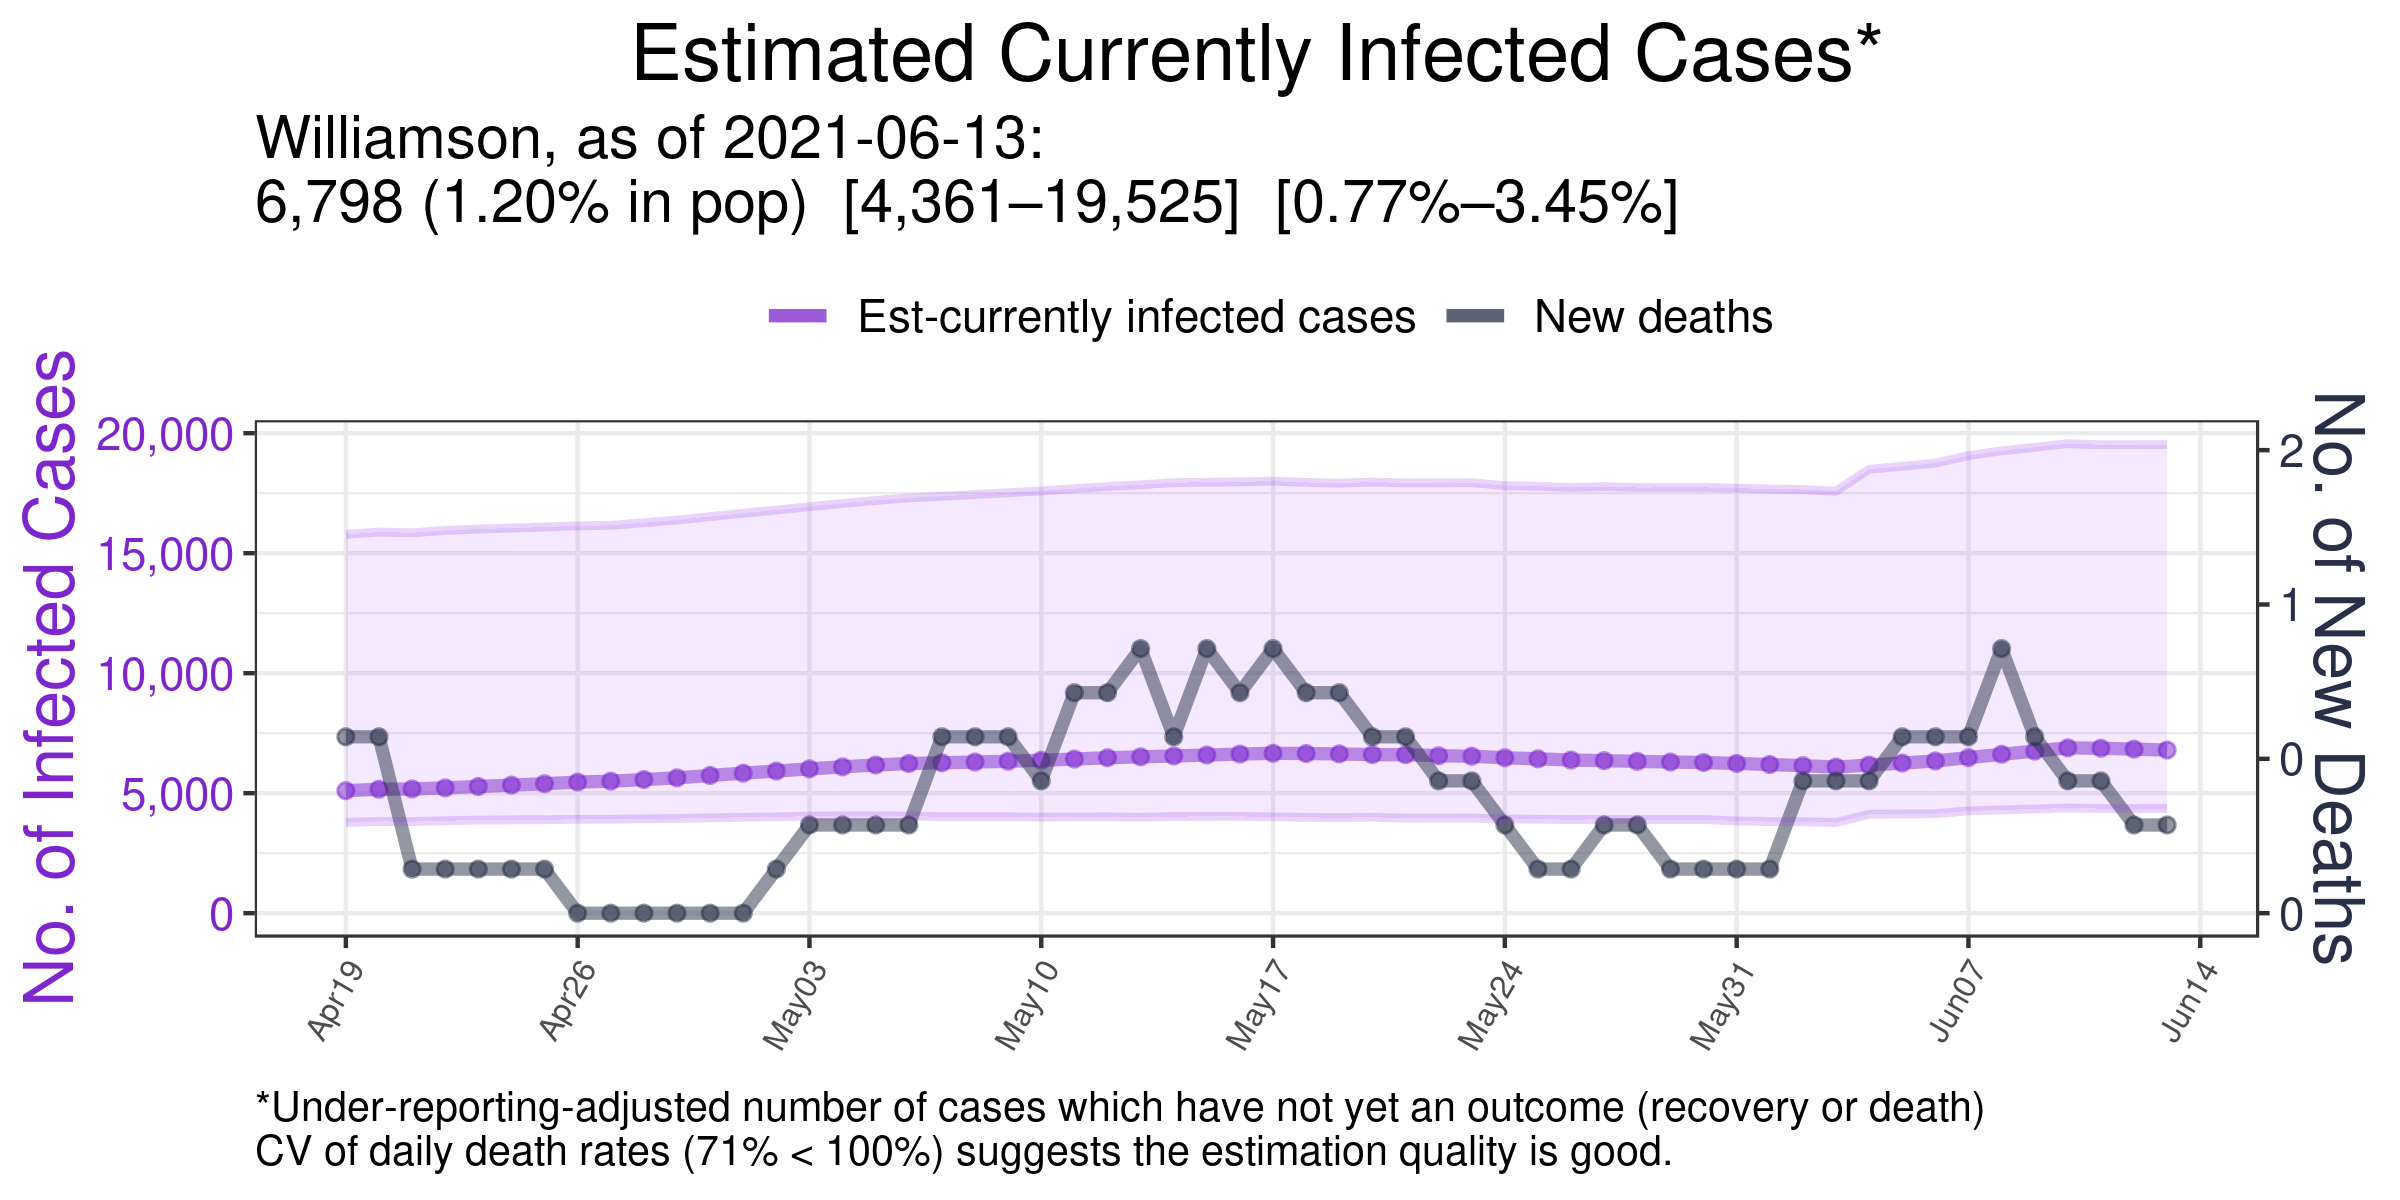 Estimated Currently Infected Cases*
Williamson, as of 2021-06-13:
6,798 (1.20% in pop)  [4,361–19,525]  [0.77%–3.45%]
Est-currently infected cases
New deaths
No. of Infected Cases
20,000
15,000
10,000
5,000
0
No. of New Deaths
2
1
0
0
Apr19
Apr26
May03
May10
May17
May24
May31
Jun07
Jun14
*Under-reporting-adjusted number of cases which have not yet an outcome (recovery or death)
CV of daily death rates (71% < 100%) suggests the estimation quality is good.